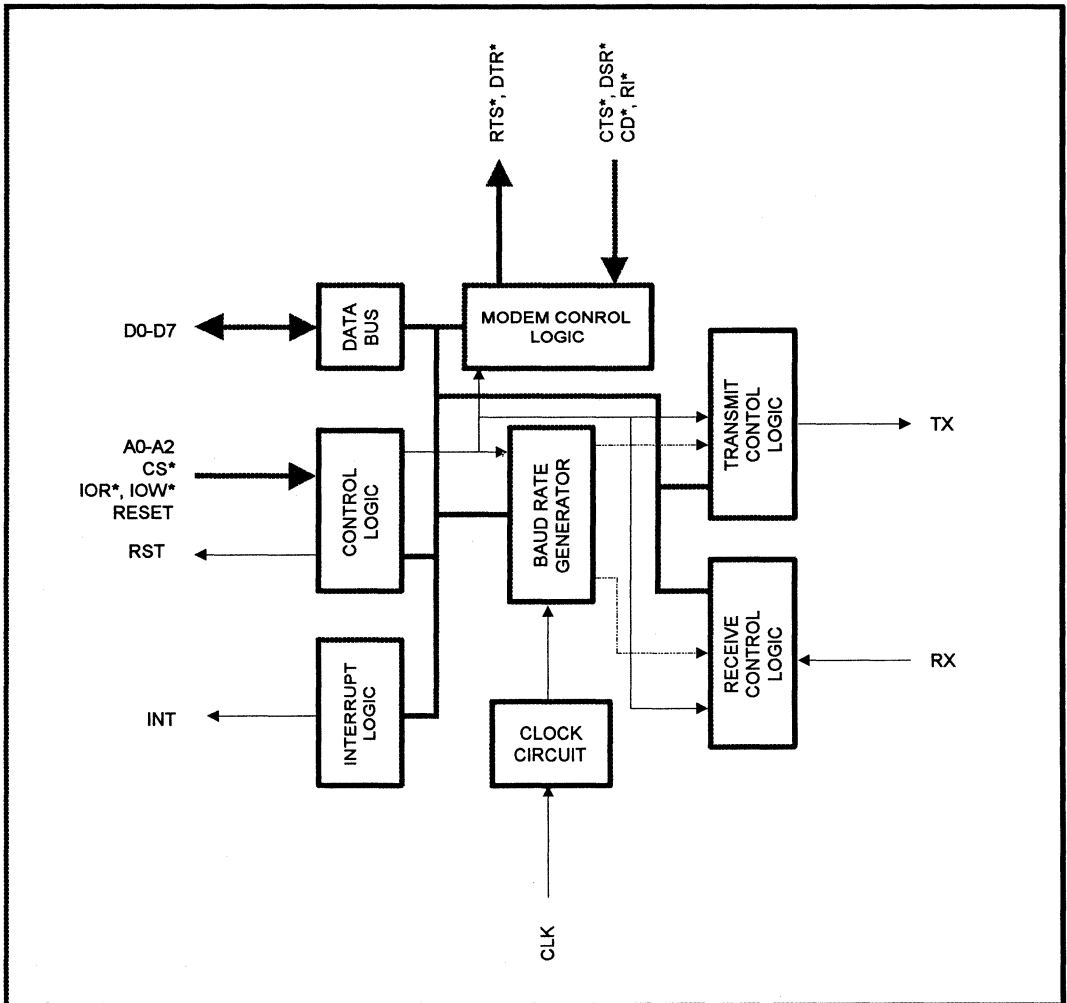 RTS*, DTR*
CTS*, DSR*
CD*, RI*
D0-D7
DATA
BUS
MODEM CONROL
LOGIC
A0-A2
CS*
IOR*, IOW*
RESET
RST
CONTROL
LOGIC
BAUD RATE
GENERATOR
TRANSMIT
CONTOL
LOGIC
TX
INT
INTERRUPT
LOGIC
CLOCK
CIRCUIT
RECEIVE
CONTROL
LOGIC
RX
CLK